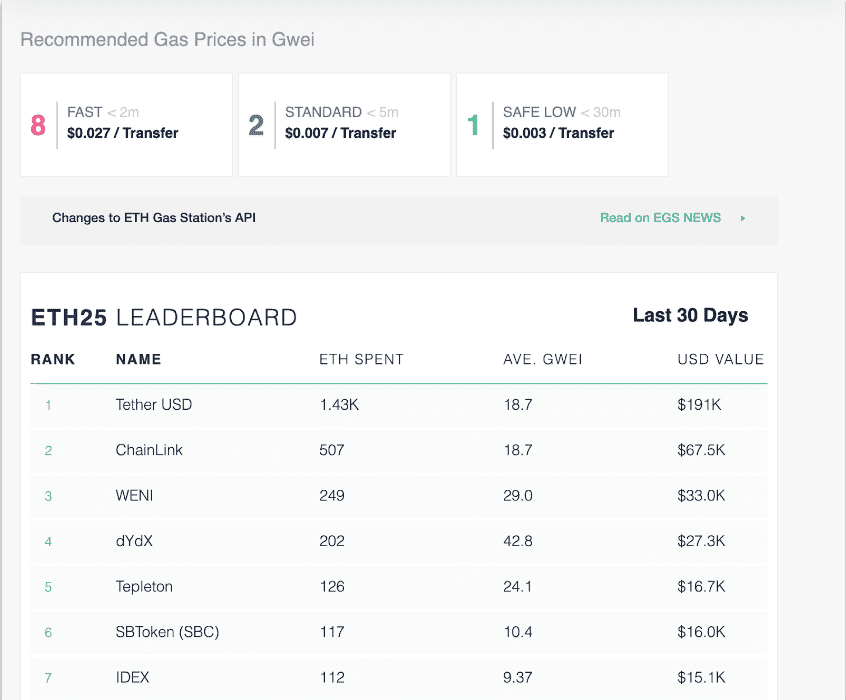 Recommended Gas Prices in Gwei
8 FAST < 2m
$0.027 / Transfer
2 STANDARD < 5m
$0.007 / Transfer
1 SAFE LOW < 30m
$0.003 / Transfer
Changes to ETH Gas Station's API Read on EGS NEWS
ETH25 LEADERBOARD Last 30 Days
RANK NAME ETH SPENT AVE. GWEI USD VALUE
1 Tether USD 1.43K 18.7 $191K
2 ChainLink 507 18.7 $67.5K
3 WENI 249 29.0 $33.0K
4 dYdX 202 42.8 $27.3K
5 Tepleton 126 24.1 $16.7K
6 SBToken (SBC) 117 10.4 $16.0K
7 IDEX 112 9.37 $15.1K